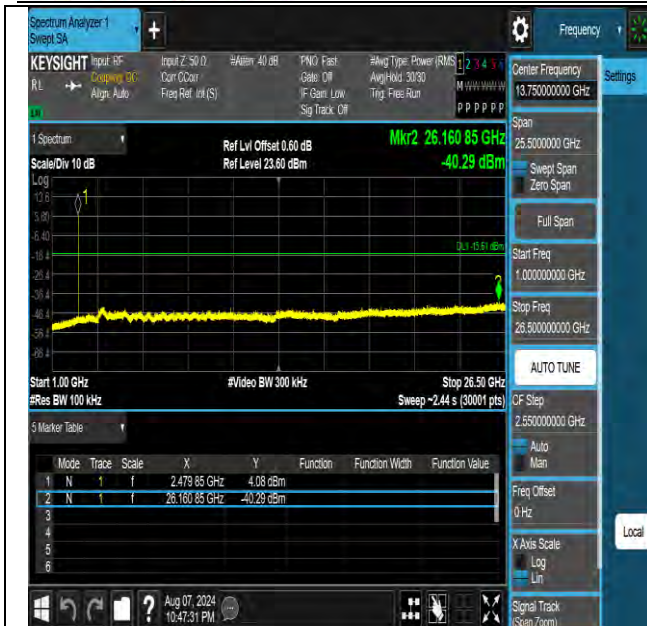 Spectrum Analyzer 1
Swept SA
+
Frequency
KEYSIGHT
Input: RF
Coupling: DC
Align: Auto
RL
Input Z: 50 Ω
Corr CCorr
Freq Ref: Int (S)
#Atten: 40 dB
PNO: Fast
Gate: Off
IF Gain: Low
Sig Track: Off
#Avg Type: Power (RMS
Avg|Hold: 30/30
Trig: Free Run
1 2 3 4 5 6
M W W W W W
P P P P P P
1 Spectrum
Scale/Div 10 dB
Log
Ref Lvl Offset 0.60 dB
Ref Level 23.60 dBm
Mkr2 26.160 85 GHz
-40.29 dBm
13.6
3.60
-6.40
-16.4
-26.4
-36.4
-46.4
-56.4
-66.4
1
DL1 -15.61 dBm
2
Start 1.00 GHz
#Res BW 100 kHz
#Video BW 300 kHz
Stop 26.50 GHz
Sweep ~2.44 s (30001 pts)
5 Marker Table
Mode Trace Scale X Y Function Function Width Function Value
1 N 1 f 2.479 85 GHz 4.08 dBm
2 N 1 f 26.160 85 GHz -40.29 dBm
3
4
5
6
Aug 07, 2024
10:47:31 PM
?
Center Frequency
13.750000000 GHz
Settings
Span
25.5000000 GHz
Swept Span
Zero Span
Full Span
Start Freq
1.000000000 GHz
Stop Freq
26.500000000 GHz
AUTO TUNE
CF Step
2.550000000 GHz
Auto
Man
Freq Offset
0 Hz
Local
X Axis Scale
Log
Lin
Signal Track
(Span Zoom)